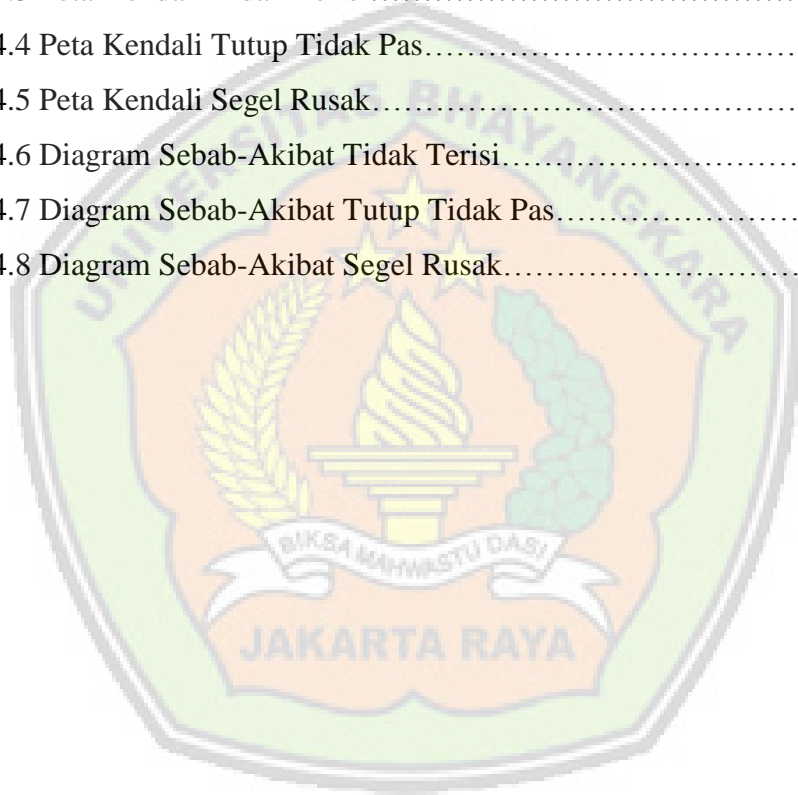 4.4 Peta Kendali Tutup Tidak Pas……………………………………
4.5 Peta Kendali Segel Rusak…………………………………………
4.6 Diagram Sebab-Akibat Tidak Terisi……………………………
4.7 Diagram Sebab-Akibat Tutup Tidak Pas………………………
4.8 Diagram Sebab-Akibat Segel Rusak……………………………
UNIVERSITAS BHAYANGKARA
BIKSA MAHWASTU DASI
JAKARTA RAYA